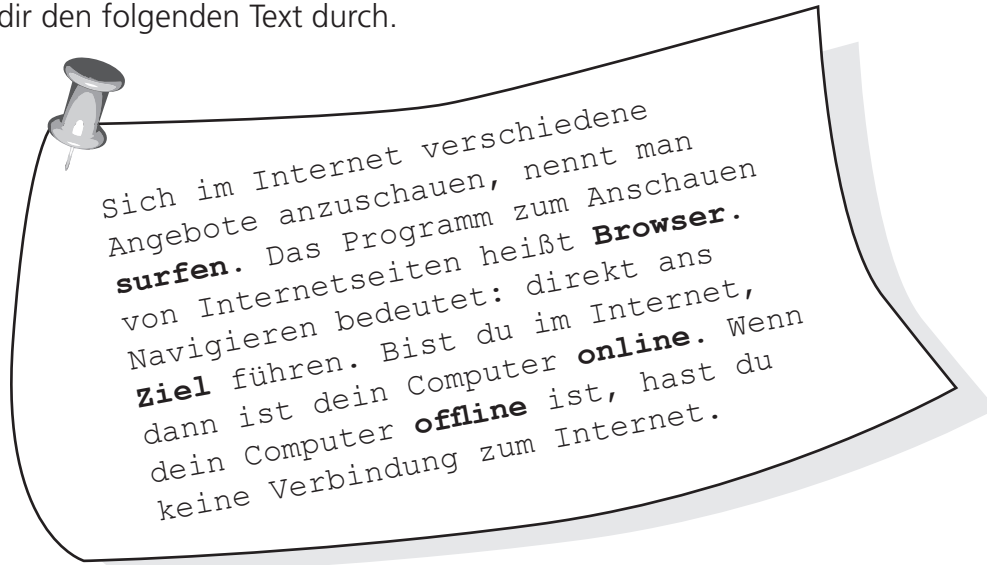 dir den folgenden Text durch.
Sich im Internet verschiedene
Angebote anzuschauen, nennt man
surfen. Das Programm zum Anschauen
von Internetseiten heißt Browser.
Navigieren bedeutet: direkt ans
Ziel führen. Bist du im Internet,
dann ist dein Computer online. Wenn
dein Computer offline ist, hast du
keine Verbindung zum Internet.